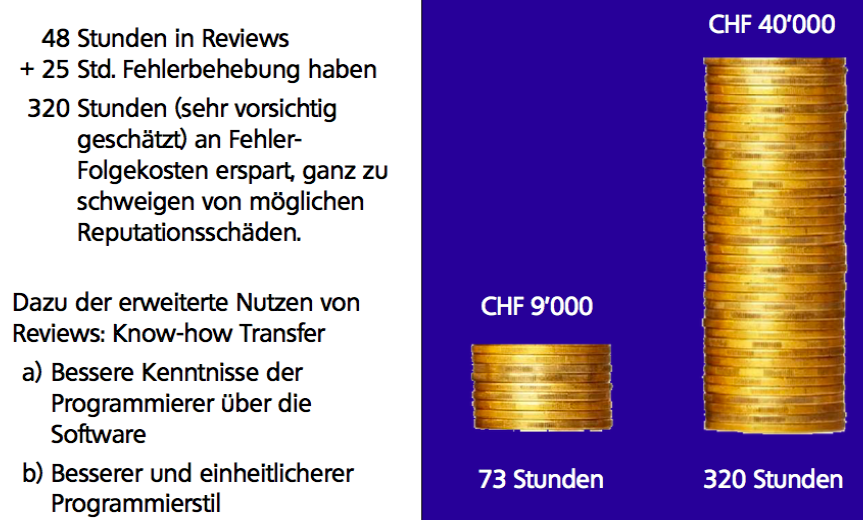 48 Stunden in Reviews
+ 25 Std. Fehlerbehebung haben
320 Stunden (sehr vorsichtig
geschätzt) an Fehler-
Folgekosten erspart, ganz zu
schweigen von möglichen
Reputationsschäden.
Dazu der erweiterte Nutzen von
Reviews: Know-how Transfer
a) Bessere Kenntnisse der
Programmierer über die
Software
b) Besserer und einheitlicherer
Programmierstil
CHF 9’000
73 Stunden
CHF 40’000
320 Stunden